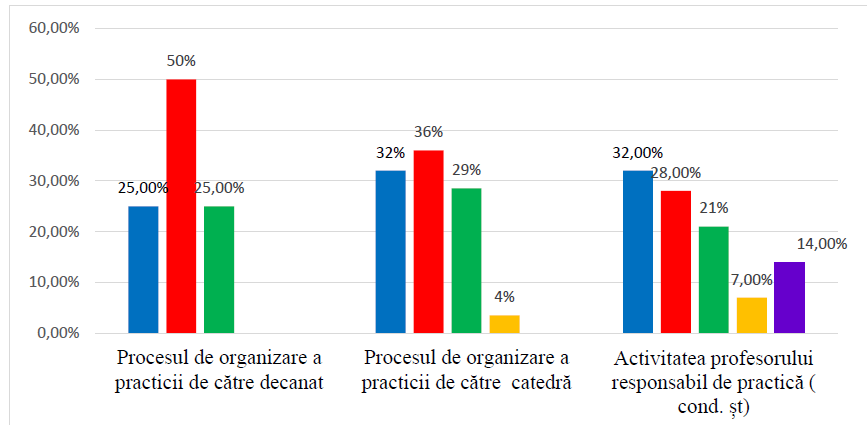 60,00%
50,00%
40,00%
30,00%
20,00%
10,00%
0,00%
25,00%
50%
25,00%
32%
36%
29%
4%
32,00%
28,00%
21%
7,00%
14,00%
Procesul de organizare a
practicii de către decanat
Procesul de organizare a
practicii de către catedră
Activitatea profesorului
responsabil de practică (
cond. șt)